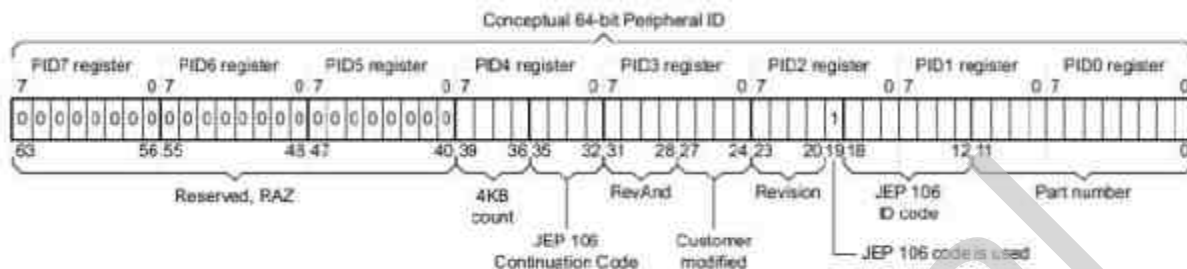 Conceptual 64-bit Peripheral ID
PID7 register PID6 register PID5 register PID4 register PID3 register PID2 register PID1 register PID0 register
7 0 7 0 7 0 7 0 7 0 7 0 7 0 7 0
0 0 0 0 0 0 0 0 0 0 0 0 0 0 0 0 0 0 0 0 0 0 0 0 1
63 56 55 48 47 40 39 36 35 32 31 28 27 24 23 20 19 18 12 11 0
Reserved, RAZ 4KB count RevAnd Revision JEP 106 ID code Part number
JEP 106 Continuation Code Customer modified JEP 106 code is used